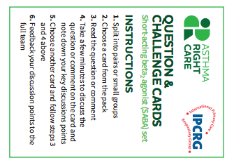 ASTHMA
RIGHT
CARE
IPCRG
QUESTION &
CHALLENGE CARDS
Short-acting beta₂ agonist (SABA) set
INSTRUCTIONS
1. Split into pairs or small groups
2. Choose a card from the pack
3. Read the question or comment
4. Take a few minutes to discuss the
question or comment on the card and
note down your key discussion points
5. Choose another card and follow steps 3
and 4 above
6. Feedback your discussion points to the
full team